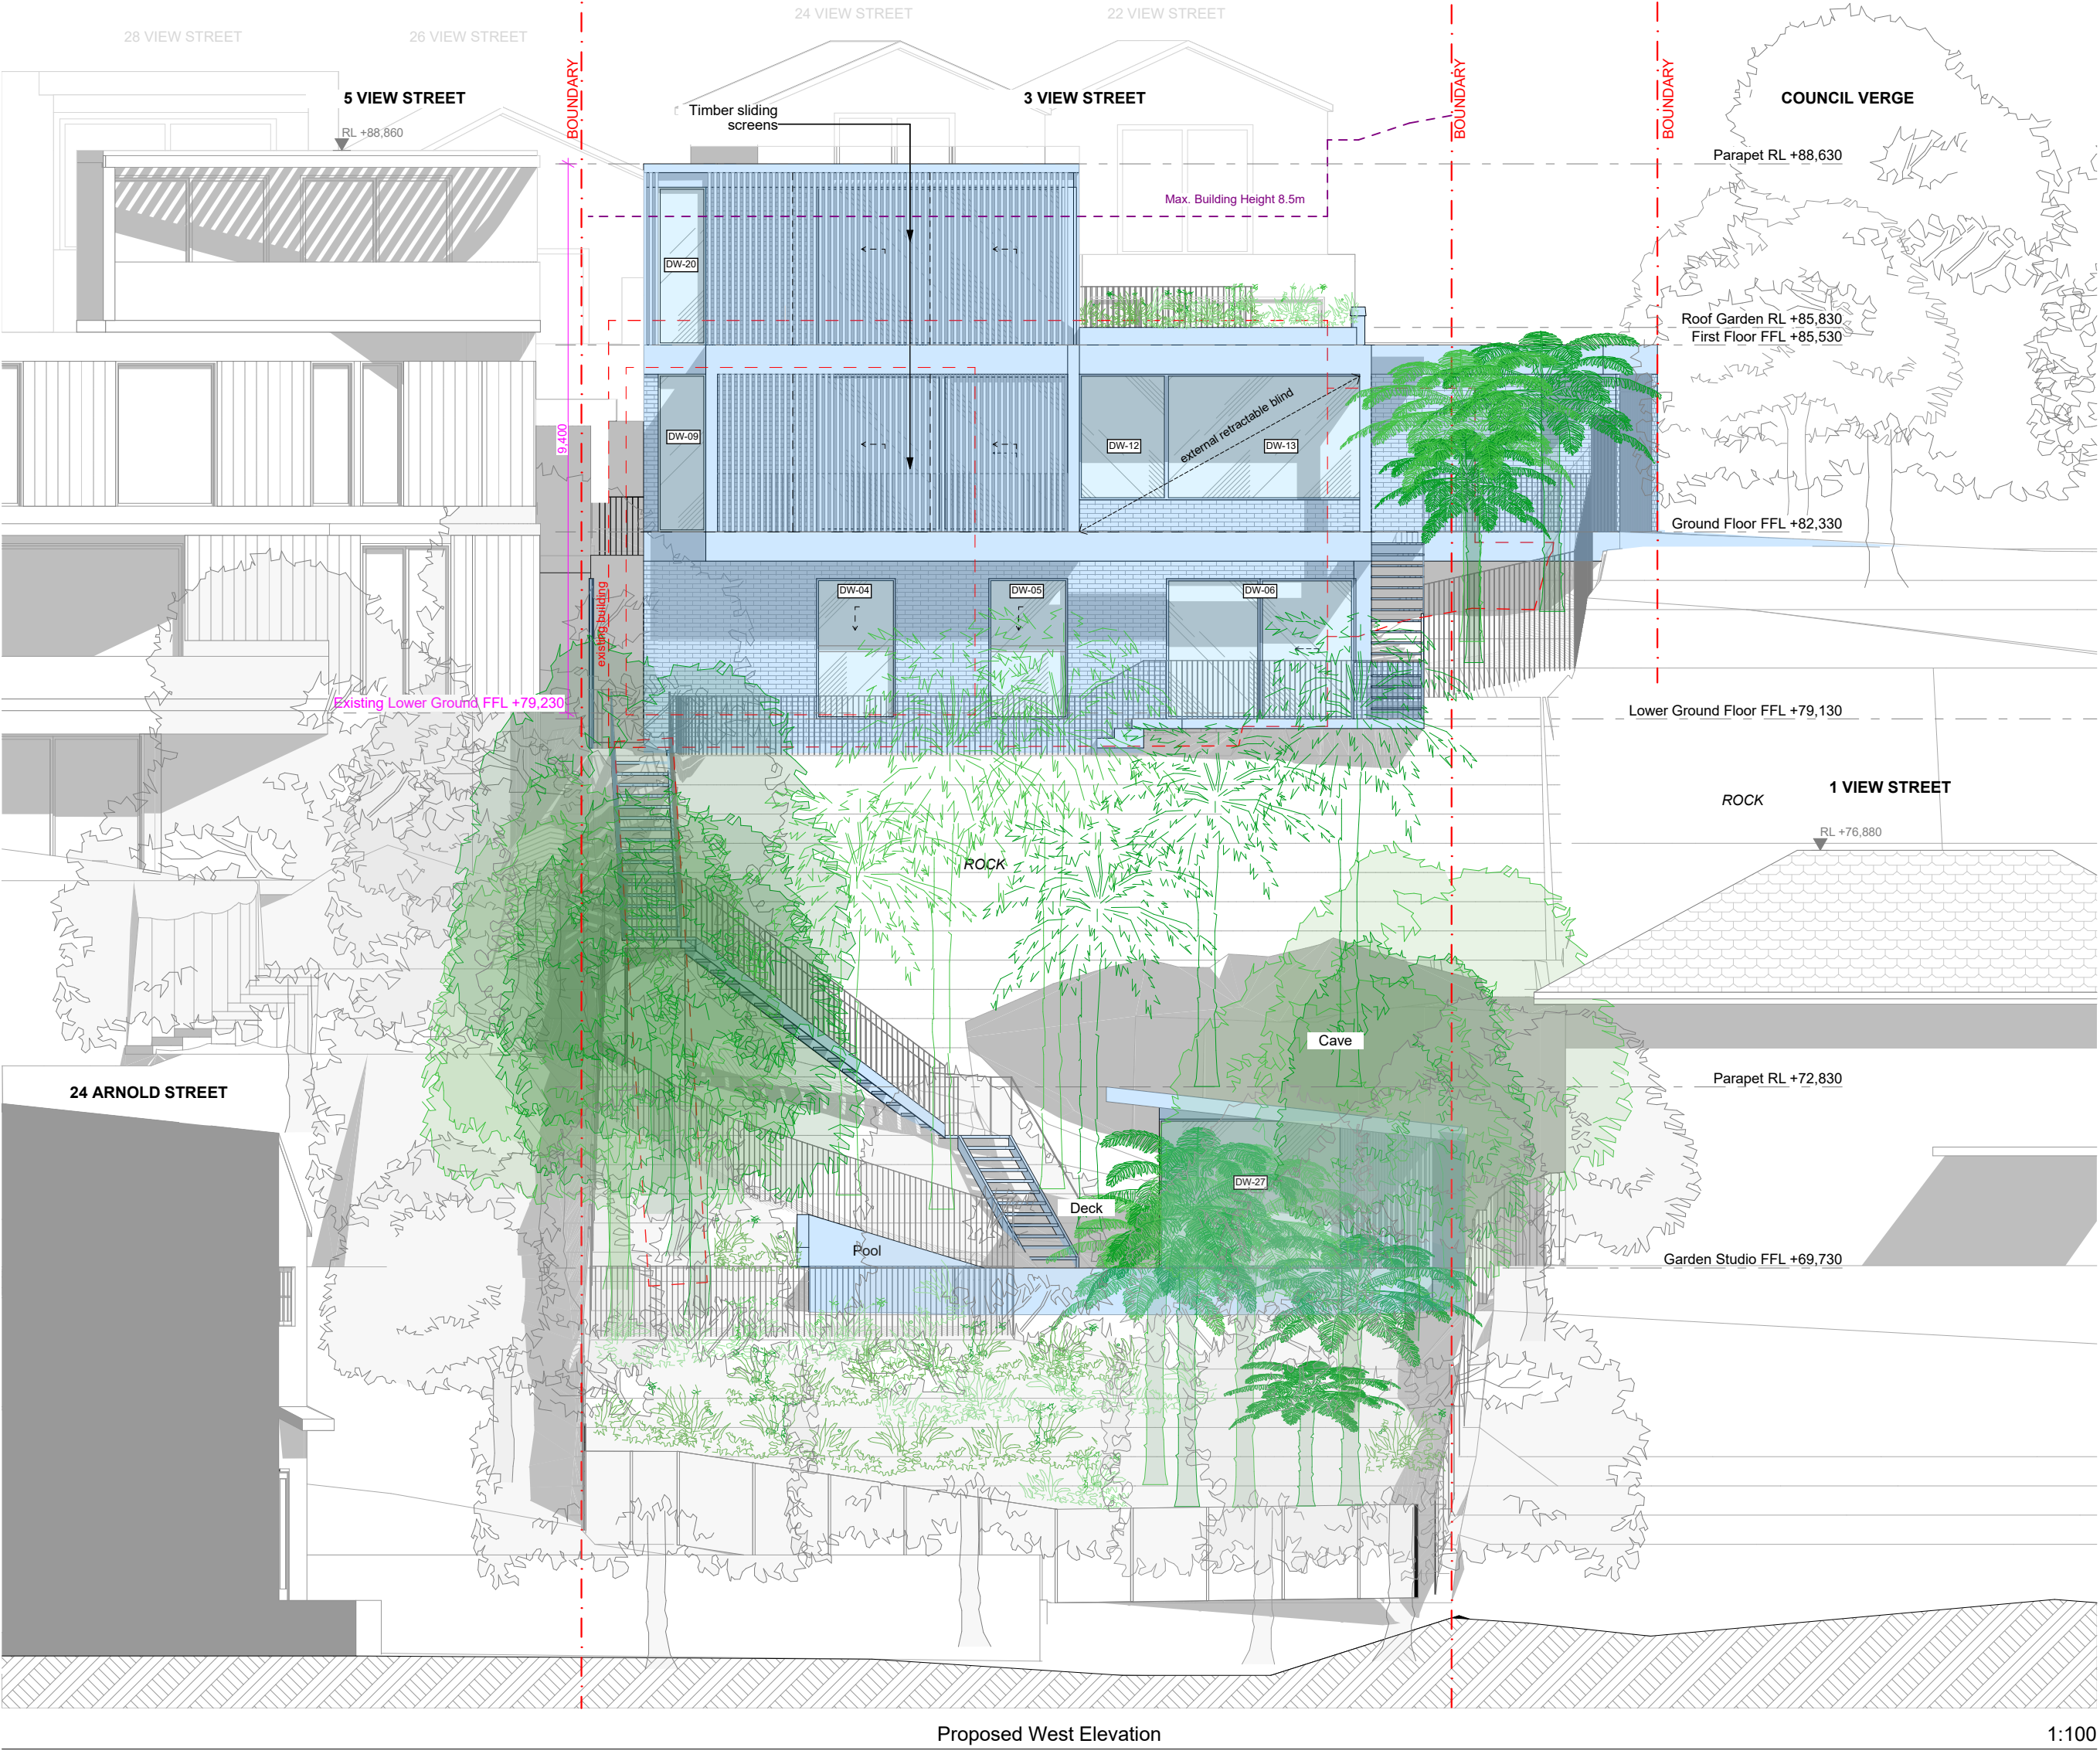 24 VIEW STREET
22 VIEW STREET
28 VIEW STREET
26 VIEW STREET
BOUNDARY
BOUNDARY
BOUNDARY
5 VIEW STREET
3 VIEW STREET
COUNCIL VERGE
Timber sliding
screens
RL +88,860
Parapet RL +88,630
Max. Building Height 8.5m
DW-20
Roof Garden RL +85,830
First Floor FFL +85,530
9,400
DW-09
external retractable blind
DW-12
DW-13
Ground Floor FFL +82,330
existing building
DW-04
DW-05
DW-06
Existing Lower Ground FFL +79,230
Lower Ground Floor FFL +79,130
1 VIEW STREET
ROCK
RL +76,880
ROCK
Cave
Parapet RL +72,830
24 ARNOLD STREET
DW-27
Deck
Pool
Garden Studio FFL +69,730
Proposed West Elevation
1:100